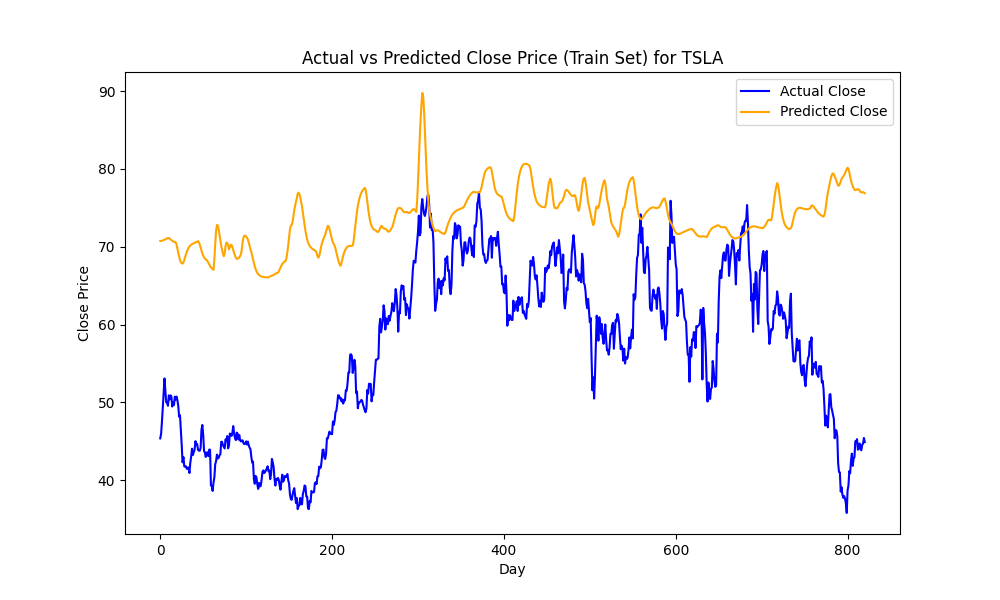 Actual vs Predicted Close Price (Train Set) for TSLA
Actual Close
Predicted Close
90
80
70
60
50
40
Close Price
0
200
400
600
800
Day